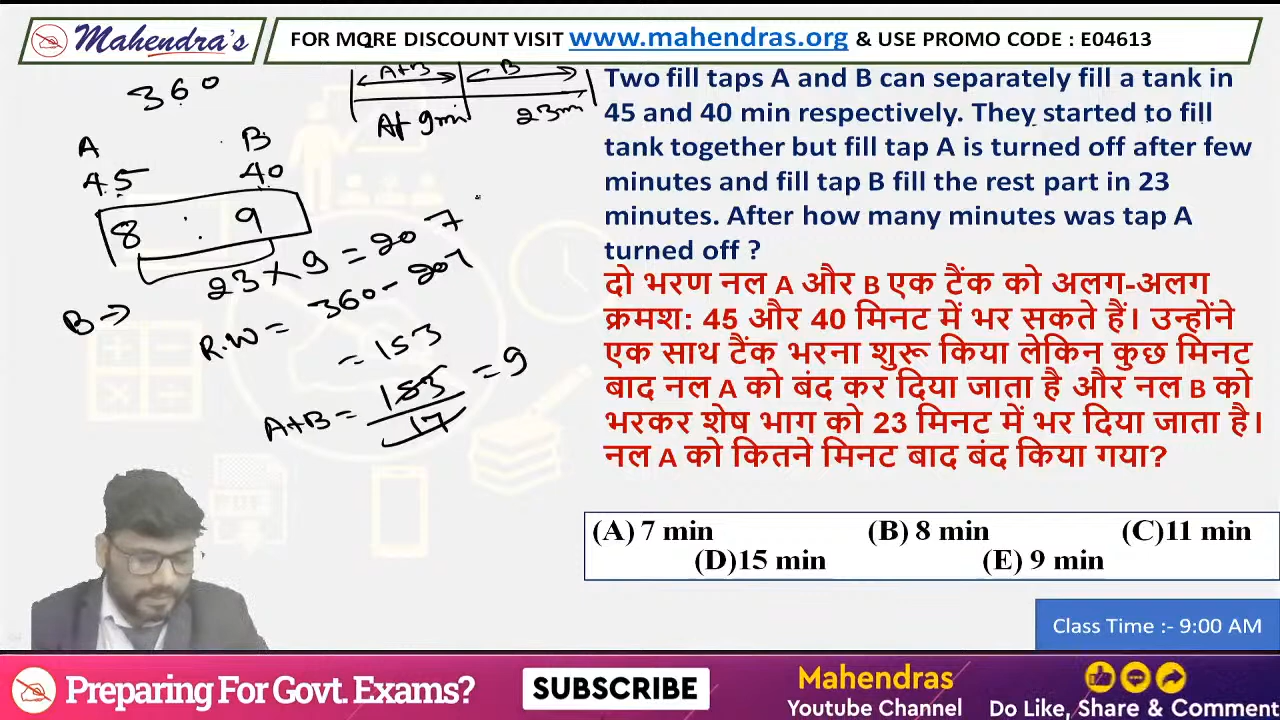 Mahendra's
FOR MORE DISCOUNT VISIT www.mahendras.org & USE PROMO CODE : E04613
360
A+B
B
Af 9min
23min
A B
45 40
8 : 9
23 × 9 = 207
B →
R.W = 360 - 207
= 153
A+B = 153 = 9
17
Two fill taps A and B can separately fill a tank in
45 and 40 min respectively. They started to fill
tank together but fill tap A is turned off after few
minutes and fill tap B fill the rest part in 23
minutes. After how many minutes was tap A
turned off ?
दो भरण नल A और B एक टैंक को अलग-अलग
क्रमश: 45 और 40 मिनट में भर सकते हैं। उन्होंने
एक साथ टैंक भरना शुरू किया लेकिन कुछ मिनट
बाद नल A को बंद कर दिया जाता है और नल B को
भरकर शेष भाग को 23 मिनट में भर दिया जाता है।
नल A को कितने मिनट बाद बंद किया गया?
(A) 7 min (B) 8 min (C)11 min
(D)15 min (E) 9 min
Class Time :- 9:00 AM
Preparing For Govt. Exams?
SUBSCRIBE
Mahendras
Youtube Channel
Do Like, Share & Comment